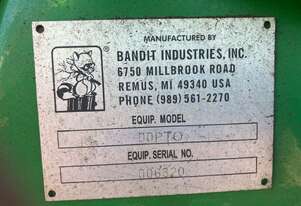 MANUFACTURED BY
BANDIT INDUSTRIES, INC.
6750 MILLBROOK ROAD
REMUS, MI 49340 USA
PHONE (989) 561-2270
®
EQUIP. MODEL
EQUIP. SERIAL NO.
006320